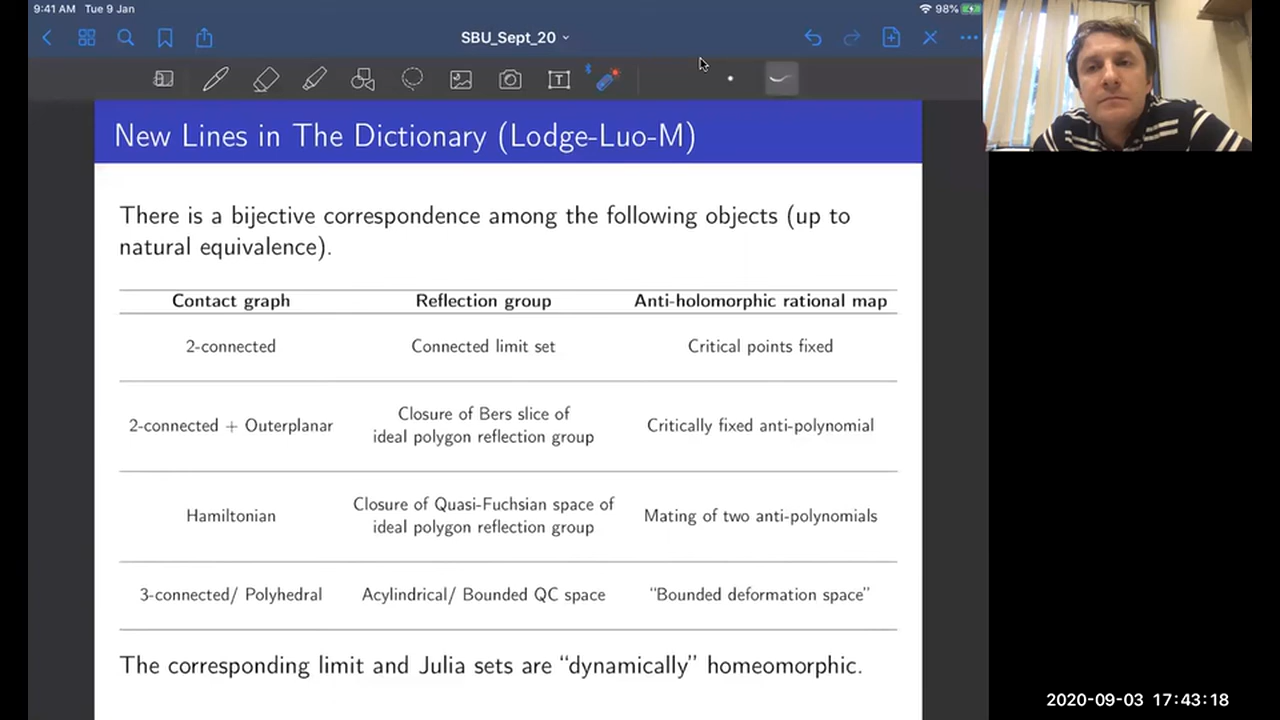 9:41 AM Tue 9 Jan
98%
SBU_Sept_20
T
New Lines in The Dictionary (Lodge-Luo-M)
There is a bijective correspondence among the following objects (up to
natural equivalence).
Contact graph Reflection group Anti-holomorphic rational map
2-connected Connected limit set Critical points fixed
Closure of Bers slice of
2-connected + Outerplanar ideal polygon reflection group Critically fixed anti-polynomial
Closure of Quasi-Fuchsian space of
Hamiltonian ideal polygon reflection group Mating of two anti-polynomials
3-connected/ Polyhedral Acylindrical/ Bounded QC space “Bounded deformation space”
The corresponding limit and Julia sets are “dynamically” homeomorphic.
2020-09-03 17:43:18